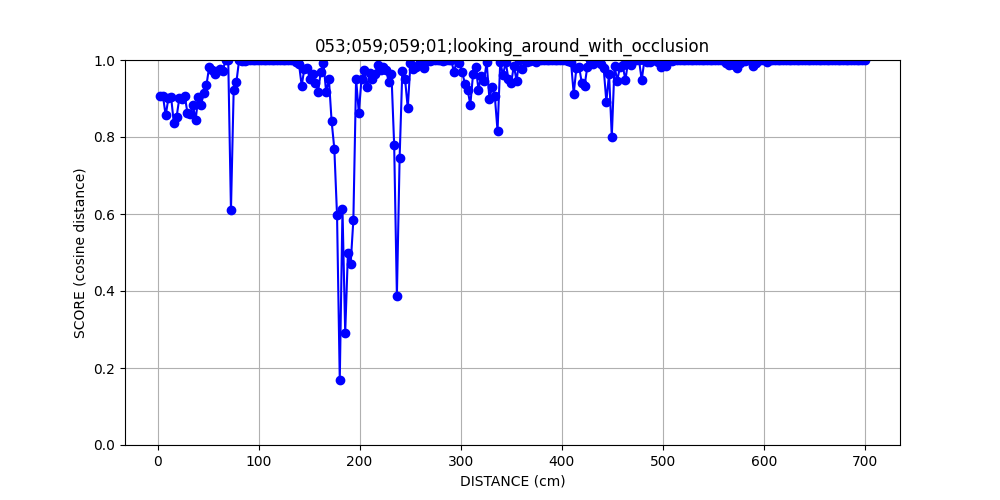 053;059;059;01;looking_around_with_occlusion
1.0
0.8
0.6
0.4
0.2
0.0
SCORE (cosine distance)
0 100 200 300 400 500 600 700
DISTANCE (cm)